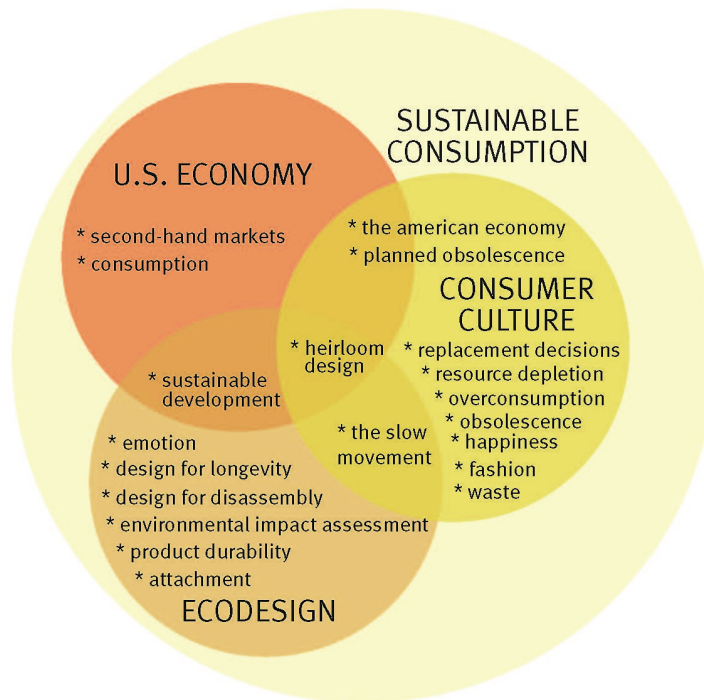 SUSTAINABLE
CONSUMPTION
U.S. ECONOMY
* second-hand markets
* consumption
* the american economy
* planned obsolescence
CONSUMER
CULTURE
* replacement decisions
* resource depletion
* overconsumption
* obsolescence
* happiness
* fashion
* waste
* heirloom
design
* sustainable
development
* the slow
movement
* emotion
* design for longevity
* design for disassembly
* environmental impact assessment
* product durability
* attachment
ECODESIGN